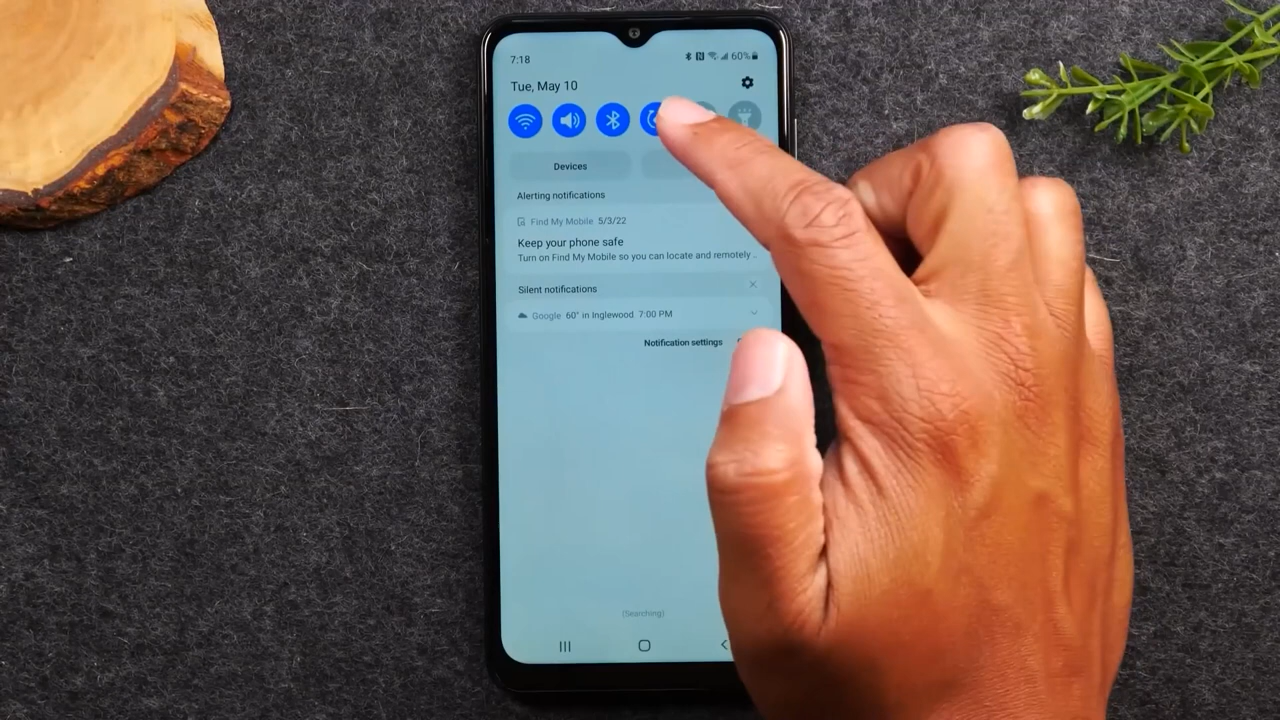 7:18
60%
Tue, May 10
Devices
Alerting notifications
Find My Mobile 5/3/22
Keep your phone safe
Turn on Find My Mobile so you can locate and remotely ..
Silent notifications
Google 60° in Inglewood 7:00 PM
Notification settings
(Searching)